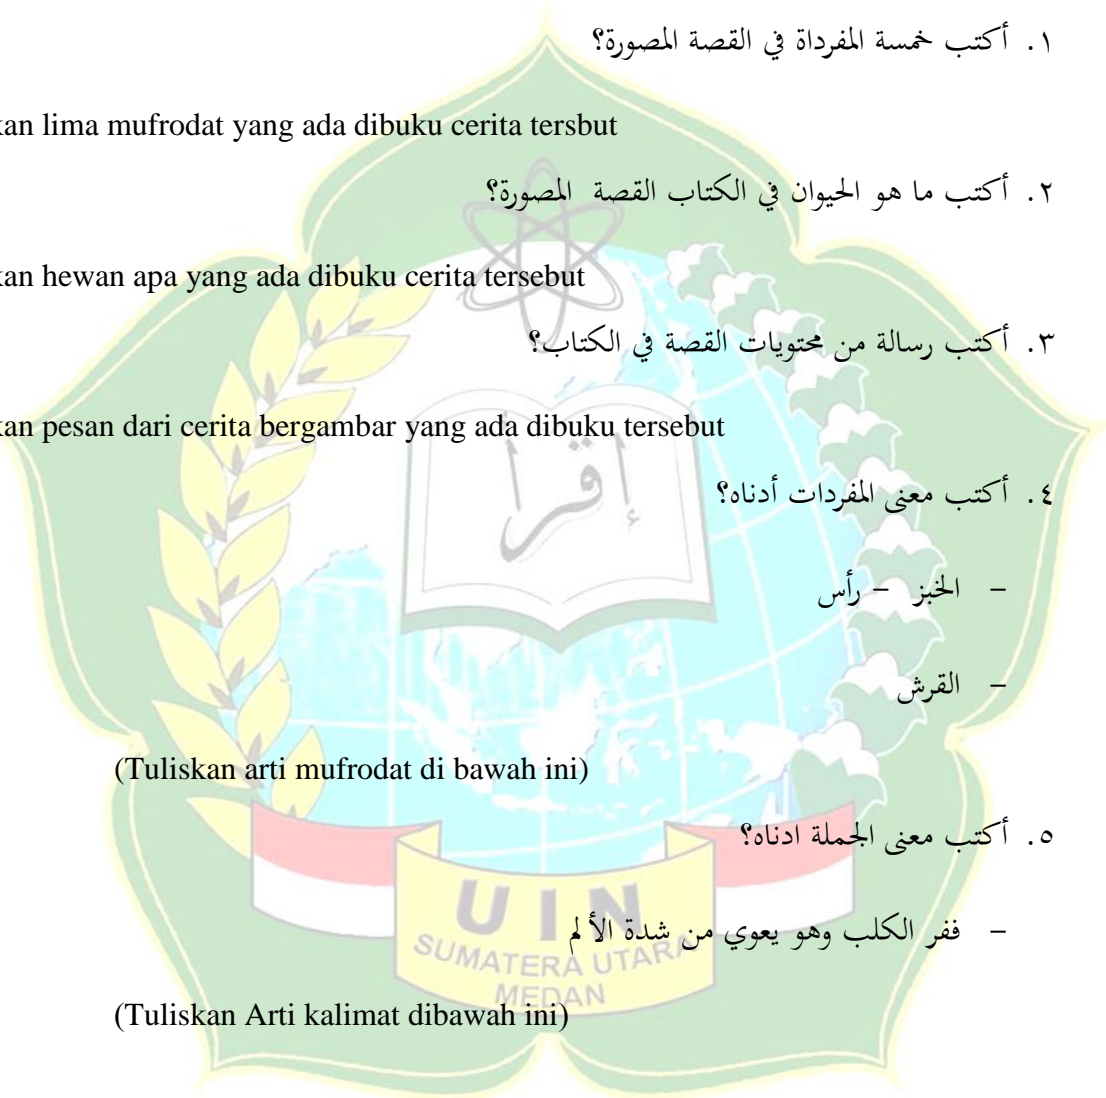 ١. أكتب خمسة المفرداة في القصة المصورة؟
kan lima mufrodat yang ada dibuku cerita tersbut
٢. أكتب ما هو الحيوان في الكتاب القصة المصورة؟
kan hewan apa yang ada dibuku cerita tersebut
٣. أكتب رسالة من محتويات القصة في الكتاب؟
kan pesan dari cerita bergambar yang ada dibuku tersebut
إقرأ
٤. أكتب معنى المفردات أدناه؟
- الخبز - رأس
- القرش
(Tuliskan arti mufrodat di bawah ini)
٥. أكتب معنى الجملة ادناه؟
- ففر الكلب وهو يعوي من شدة الألم
UIN
SUMATERA UTARA
MEDAN
(Tuliskan Arti kalimat dibawah ini)